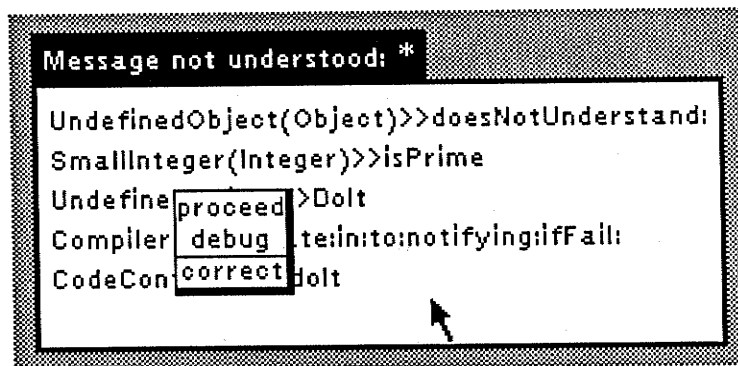 Message not understood: *
UndefinedObject(Object)>>doesNotUnderstand:
SmallInteger(Integer)>>isPrime
Undefine >DoIt
proceed
Compiler te:in:to:notifying:ifFail:
debug
CodeCon doIt
correct